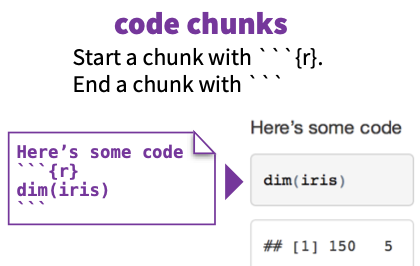 code chunks
Start a chunk with ```{r}.
End a chunk with ```
Here’s some code
```{r}
dim(iris)
```
Here’s some code
dim(iris)
## [1] 150   5